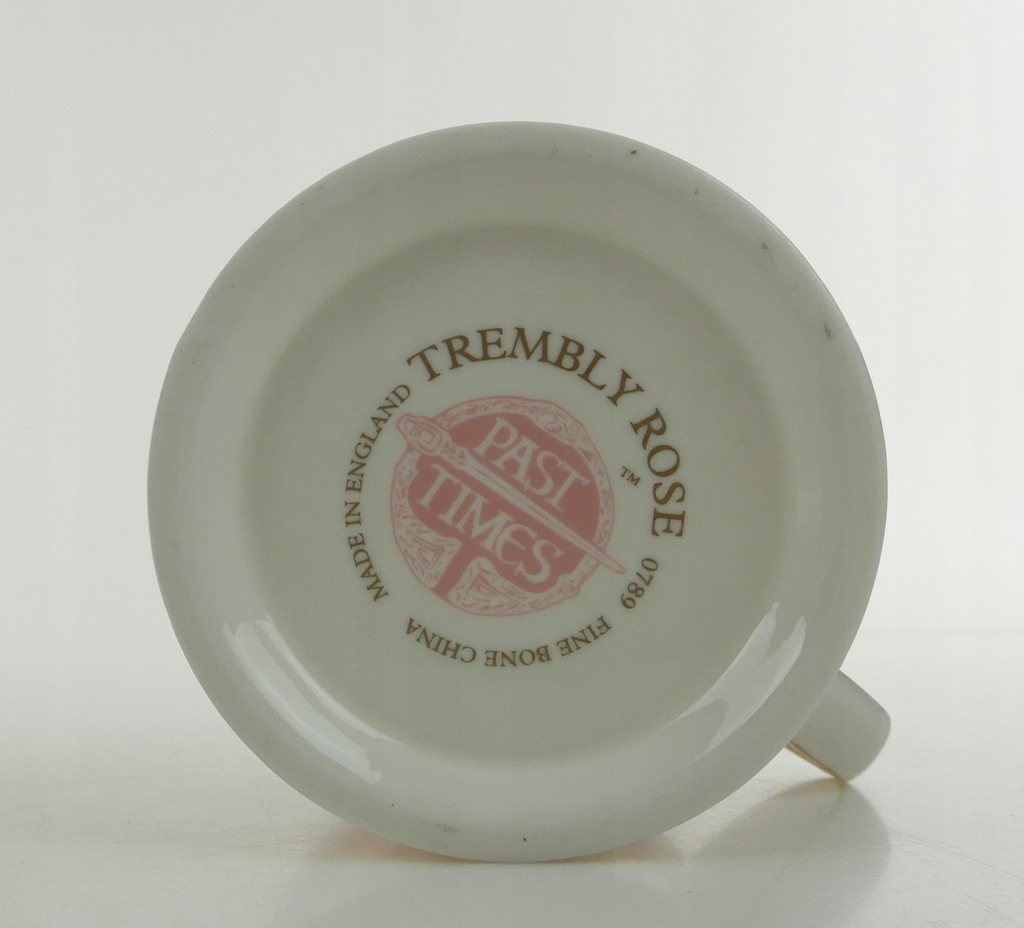 TREMBLY ROSE
0789
FINE BONE CHINA
MADE IN ENGLAND
PAST
TIMES
TM